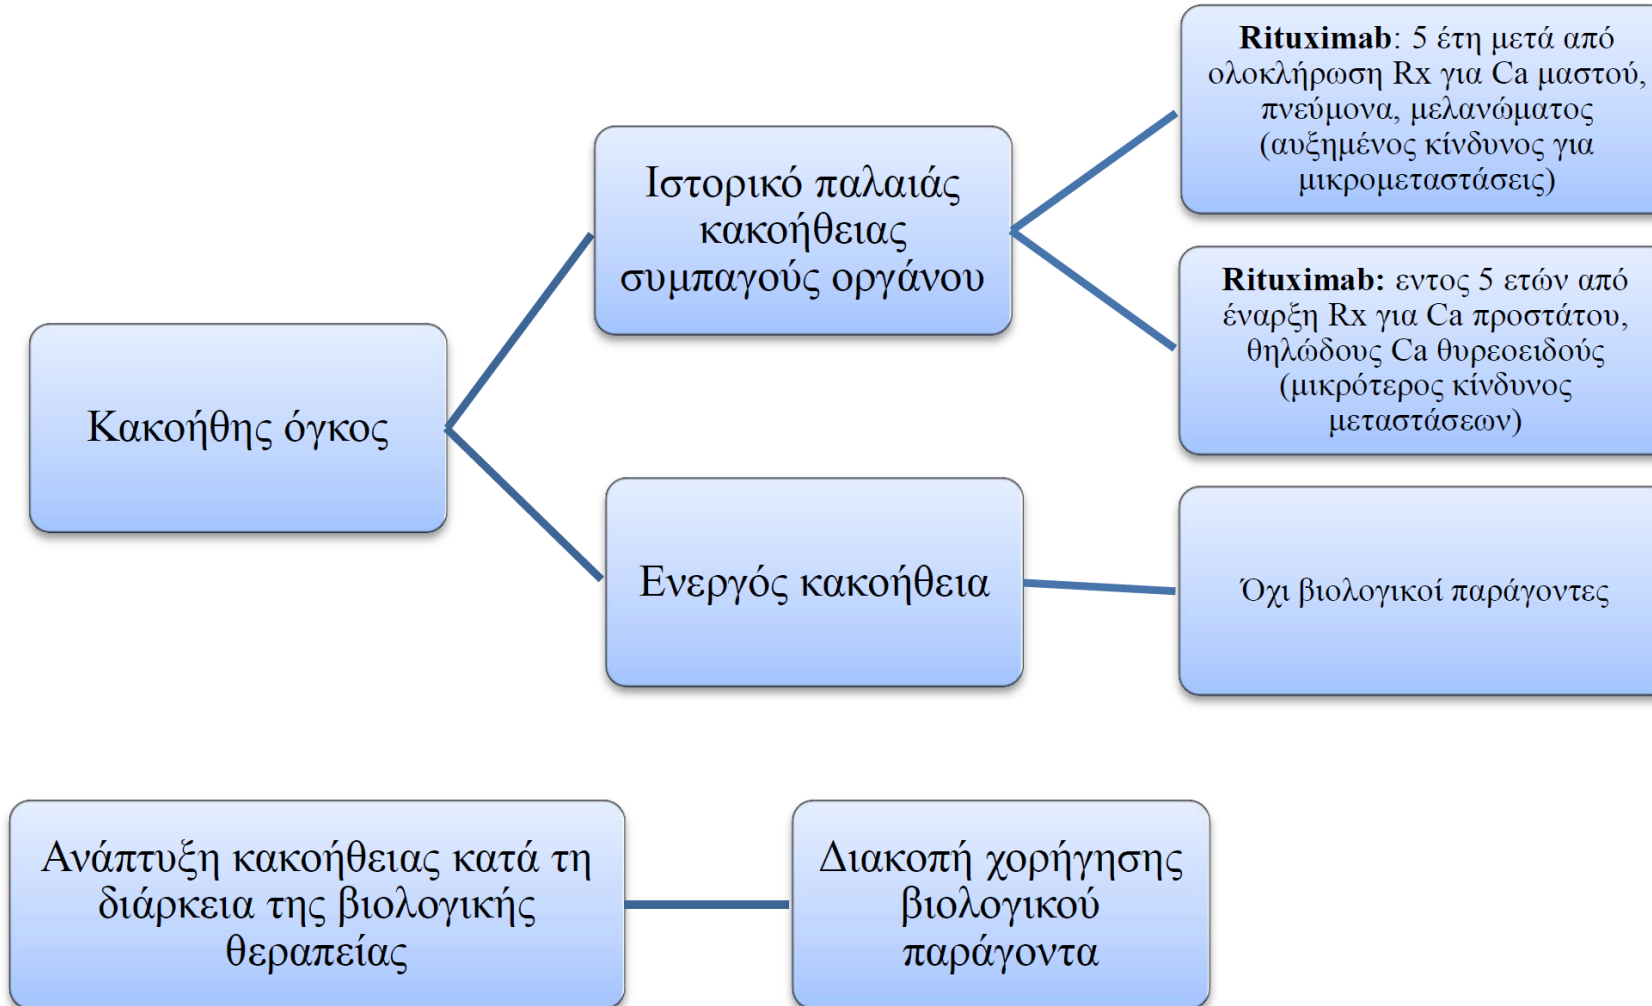 Rituximab: 5 έτη μετά από
ολοκλήρωση Rx για Ca μαστού,
πνεύμονα, μελανώματος
(αυξημένος κίνδυνος για
μικρομεταστάσεις)
Ιστορικό παλαιάς
κακοήθειας
συμπαγούς οργάνου
Rituximab: εντος 5 ετών από
έναρξη Rx για Ca προστάτου,
θηλώδους Ca θυρεοειδούς
(μικρότερος κίνδυνος
μεταστάσεων)
Κακοήθης όγκος
Ενεργός κακοήθεια
Όχι βιολογικοί παράγοντες
Ανάπτυξη κακοήθειας κατά τη
διάρκεια της βιολογικής
θεραπείας
Διακοπή χορήγησης
βιολογικού
παράγοντα